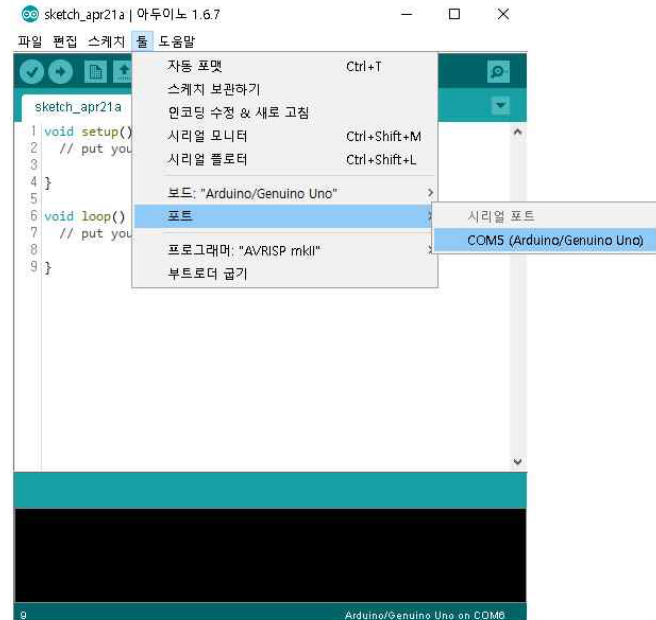 sketch_apr21a | 아두이노 1.6.7
파일 편집 스케치 툴 도움말
자동 포맷 Ctrl+T
스케치 보관하기
인코딩 수정 & 새로 고침
시리얼 모니터 Ctrl+Shift+M
시리얼 플로터 Ctrl+Shift+L
보드: "Arduino/Genuino Uno"
포트
시리얼 포트
COM5 (Arduino/Genuino Uno)
프로그래머: "AVRISP mkII"
부트로더 굽기
sketch_apr21a
1 void setup()
2 // put you
3
4 }
5
6 void loop()
7 // put you
8
9 }
9 Arduino/Genuino Uno on COM6